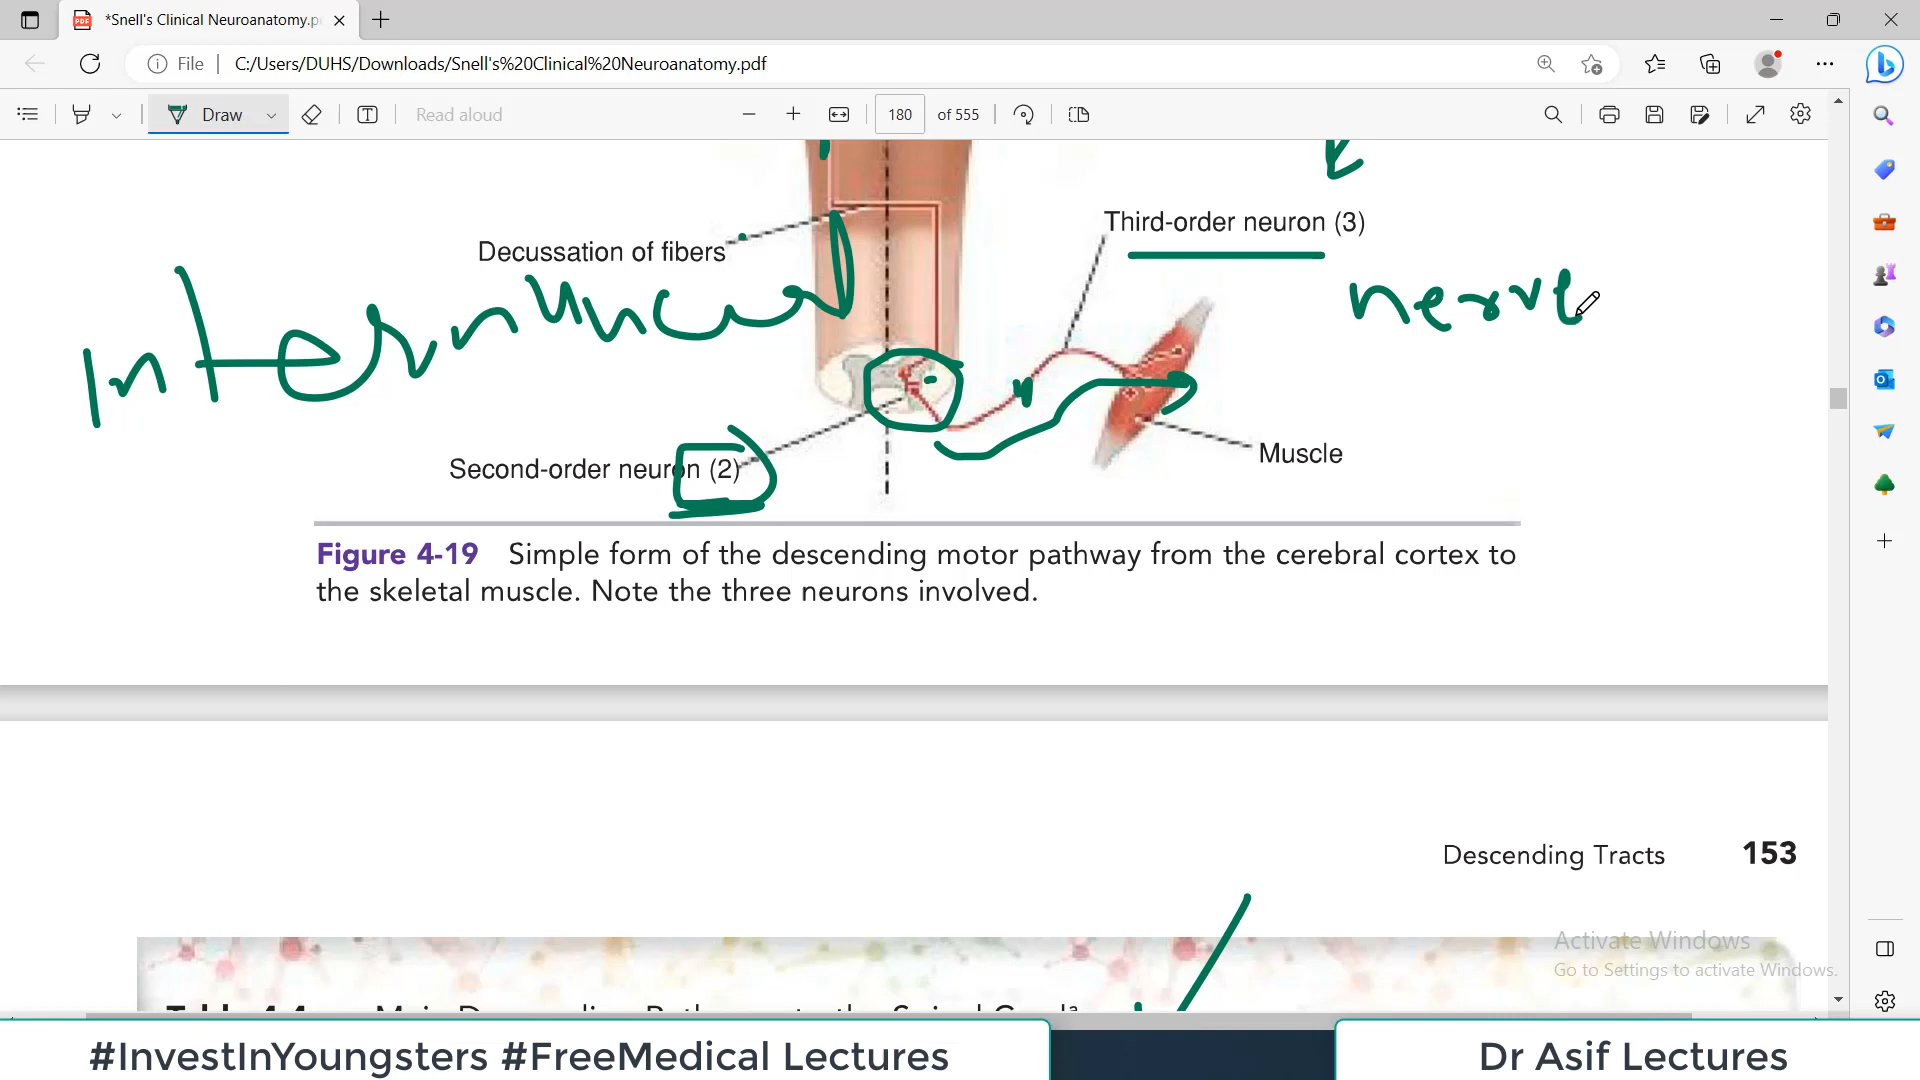 *Snell's Clinical Neuroanatomy.p
File
C:/Users/DUHS/Downloads/Snell's%20Clinical%20Neuroanatomy.pdf
Draw
Read aloud
180
of 555
Third-order neuron (3)
Decussation of fibers
nerve
Internuncial
Muscle
Second-order neuron (2)
Figure 4-19 Simple form of the descending motor pathway from the cerebral cortex to
the skeletal muscle. Note the three neurons involved.
Descending Tracts 153
Activate Windows
Go to Settings to activate Windows.
#InvestInYoungsters #FreeMedical Lectures
Dr Asif Lectures